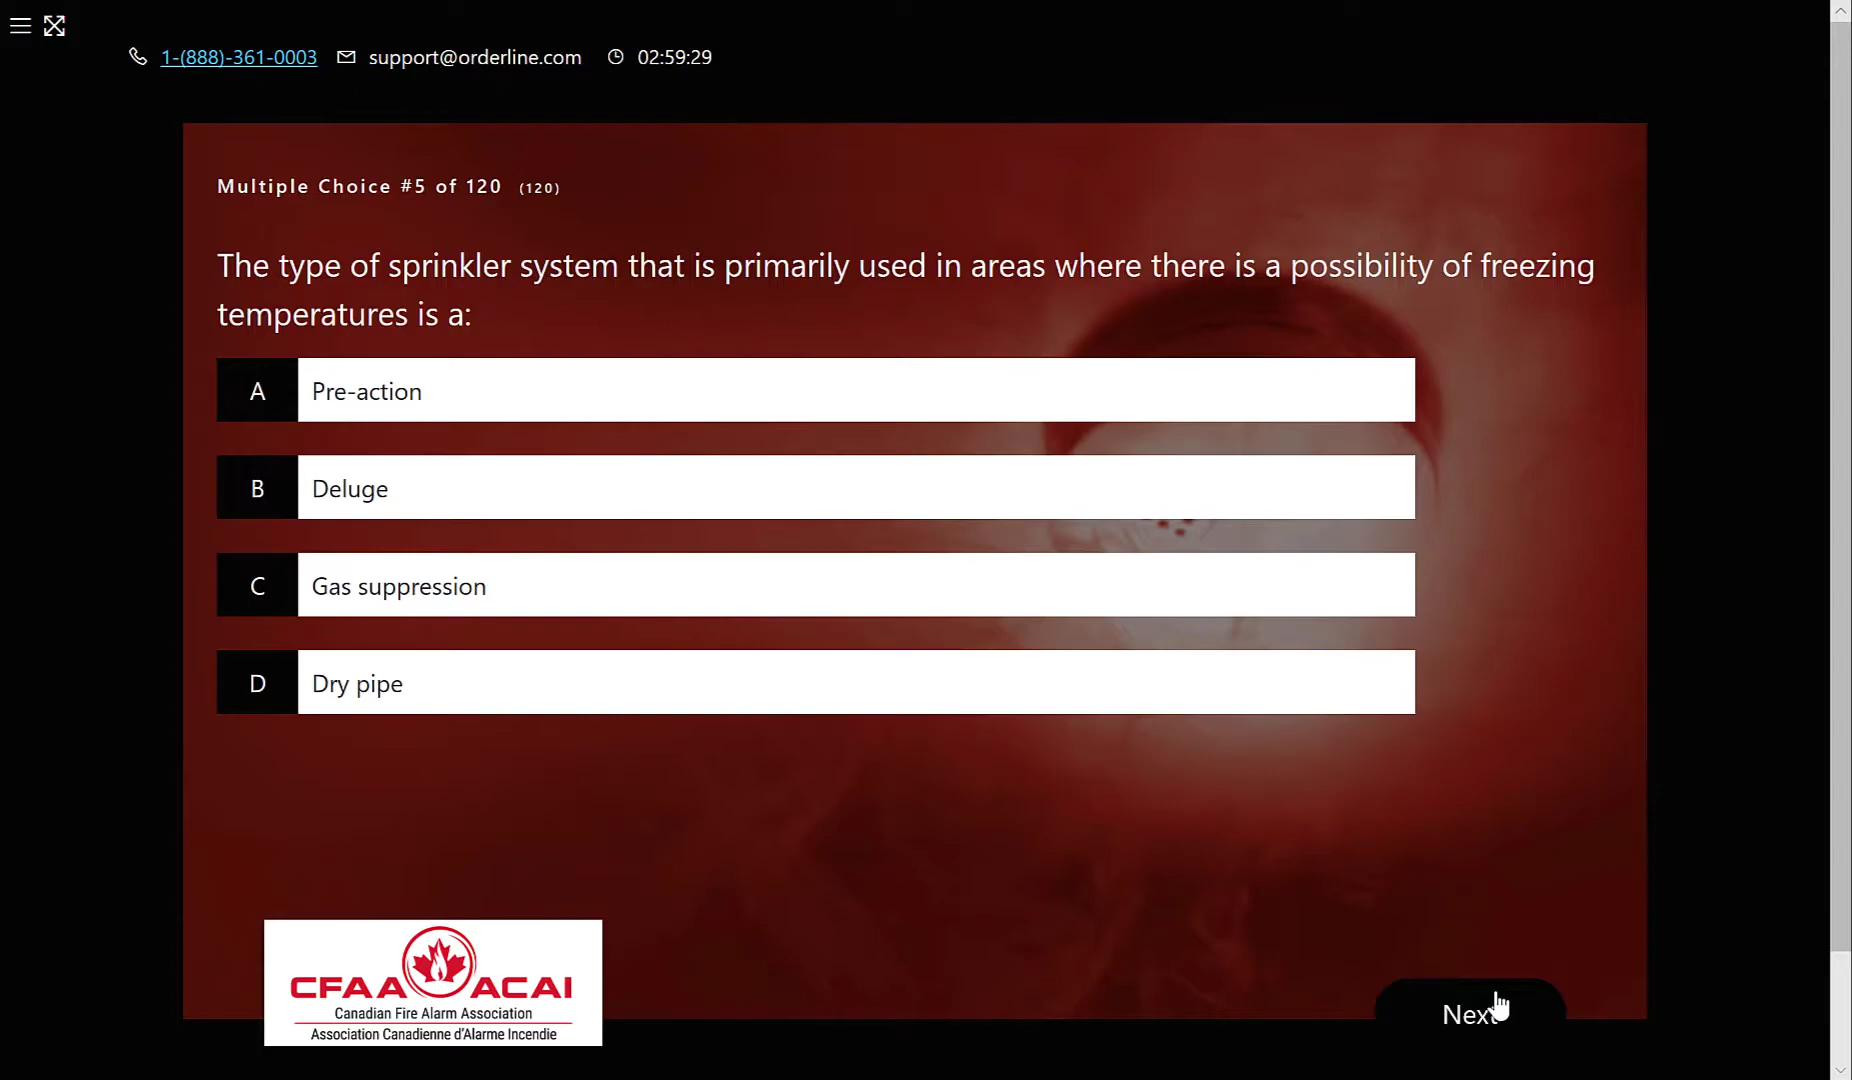 1-(888)-361-0003 support@orderline.com 02:59:29
Multiple Choice #5 of 120 (120)
The type of sprinkler system that is primarily used in areas where there is a possibility of freezing
temperatures is a:
A Pre-action
B Deluge
C Gas suppression
D Dry pipe
CFAA ACAI
Canadian Fire Alarm Association
Association Canadienne d'Alarme Incendie
Next